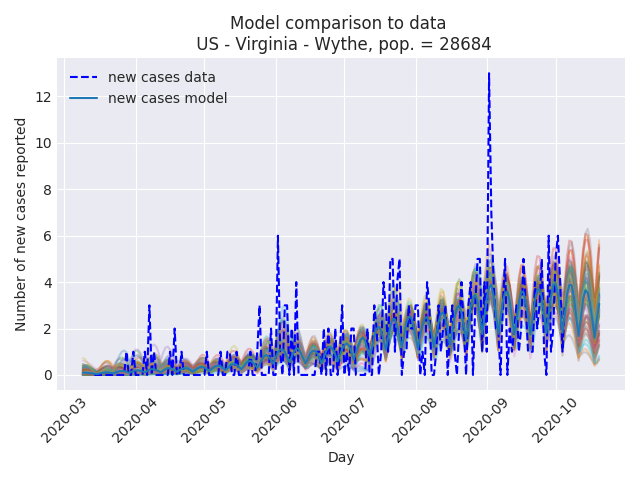 Model comparison to data
US - Virginia - Wythe, pop. = 28684
new cases data
new cases model
Number of new cases reported
12
10
8
6
4
2
0
2020-03
2020-04
2020-05
2020-06
2020-07
2020-08
2020-09
2020-10
Day